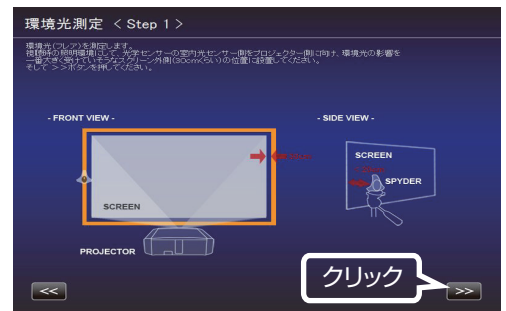 環境光測定 < Step 1 >
環境光(フレア)を測定します。
視聴時の照明環境にして、光学センサーの室内光センサー側をプロジェクター側に向け、環境光の影響を
一番大きく受けていそうなスクリーン外側(30cmくらい)の位置に設置してください。
そして >>ボタンを押してください。
- FRONT VIEW -
- SIDE VIEW -
SCREEN
SPYDER
SCREEN
PROJECTOR
クリック
<<
>>